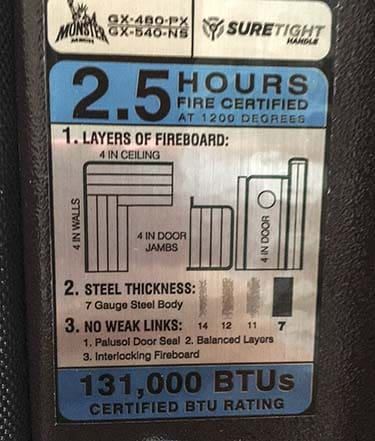 MONSTER
MESH
GX-480-PX
GX-540-NS
SURETIGHT
HANDLE
2.5 HOURS
FIRE CERTIFIED
AT 1200 DEGREES
1. LAYERS OF FIREBOARD:
4 IN CEILING
4 IN WALLS
4 IN DOOR
JAMBS
4 IN DOOR
2. STEEL THICKNESS:
7 Gauge Steel Body
3. NO WEAK LINKS: 14 12 11 7
1. Palusol Door Seal 2. Balanced Layers
3. Interlocking Fireboard
131,000 BTUs
CERTIFIED BTU RATING